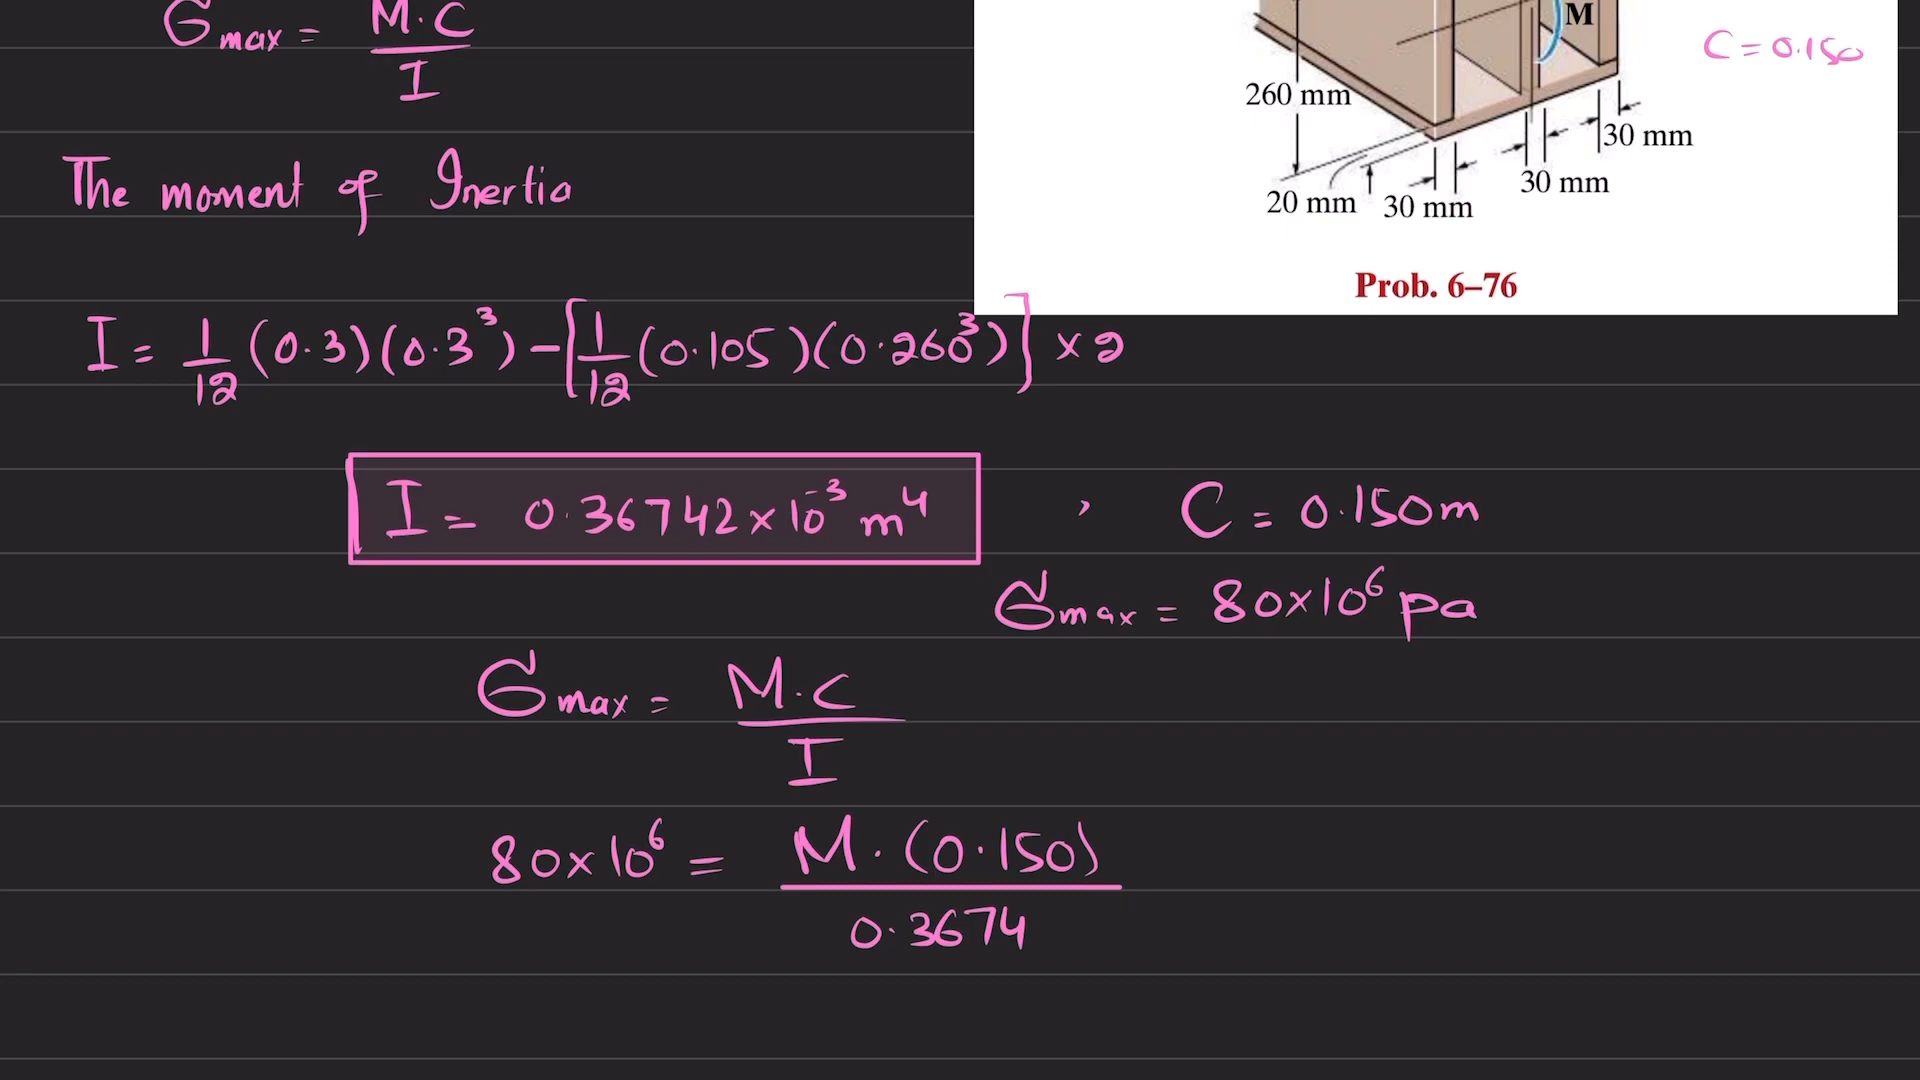 σmax = M·C / I
M
C = 0.150
260 mm
30 mm
20 mm 30 mm 30 mm
The moment of Inertia
Prob. 6–76
I = 1/12 (0.3)(0.3³) – [1/12 (0.105)(0.260³)] × 2
I = 0.36742 × 10⁻³ m⁴ , C = 0.150m
σmax = 80×10⁶ pa
σmax = M·C / I
80×10⁶ = M·(0.150) / 0.3674